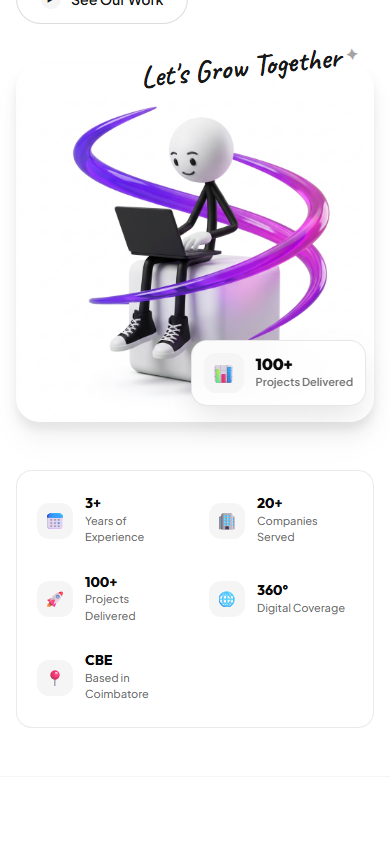 See Our Work
Let's Grow Together
100+
Projects Delivered
3+
Years of
Experience
20+
Companies
Served
100+
Projects
Delivered
360°
Digital Coverage
CBE
Based in
Coimbatore